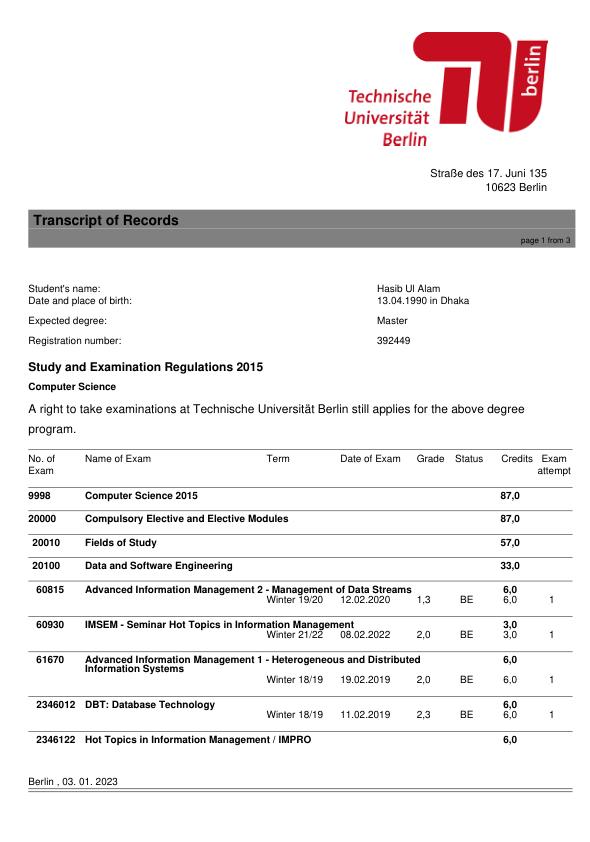 berlin
Technische
Universität
Berlin
Straße des 17. Juni 135
10623 Berlin
Transcript of Records
page 1 from 3
Student's name: Hasib Ul Alam
Date and place of birth: 13.04.1990 in Dhaka
Expected degree: Master
Registration number: 392449
Study and Examination Regulations 2015
Computer Science
A right to take examinations at Technische Universität Berlin still applies for the above degree
program.
No. of Name of Exam Term Date of Exam Grade Status Credits Exam
Exam attempt
9998 Computer Science 2015 87,0
20000 Compulsory Elective and Elective Modules 87,0
20010 Fields of Study 57,0
20100 Data and Software Engineering 33,0
60815 Advanced Information Management 2 - Management of Data Streams 6,0
Winter 19/20 12.02.2020 1,3 BE 6,0 1
60930 IMSEM - Seminar Hot Topics in Information Management 3,0
Winter 21/22 08.02.2022 2,0 BE 3,0 1
61670 Advanced Information Management 1 - Heterogeneous and Distributed 6,0
Information Systems
Winter 18/19 19.02.2019 2,0 BE 6,0 1
2346012 DBT: Database Technology 6,0
Winter 18/19 11.02.2019 2,3 BE 6,0 1
2346122 Hot Topics in Information Management / IMPRO 6,0
Berlin , 03. 01. 2023